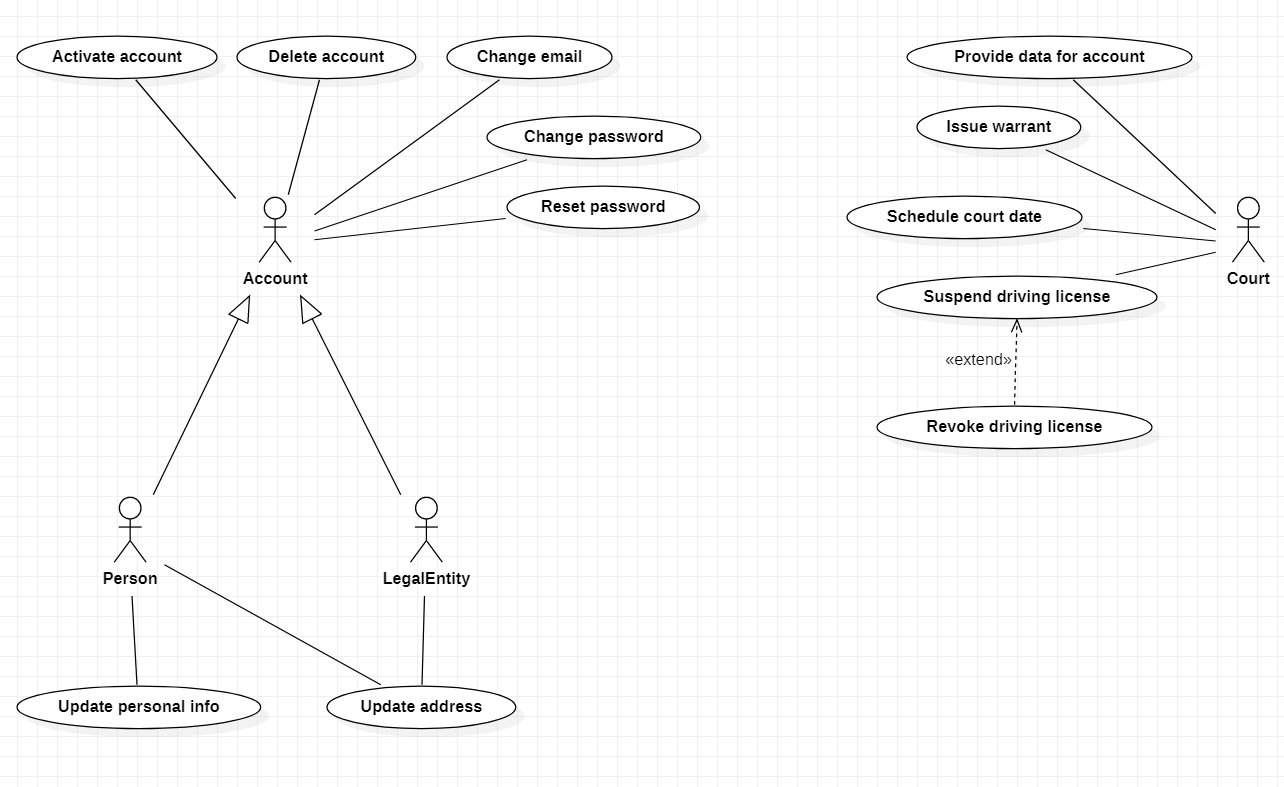 Activate account
Delete account
Change email
Provide data for account
Change password
Issue warrant
Reset password
Schedule court date
Account
Court
Suspend driving license
«extend»
Revoke driving license
Person
LegalEntity
Update personal info
Update address